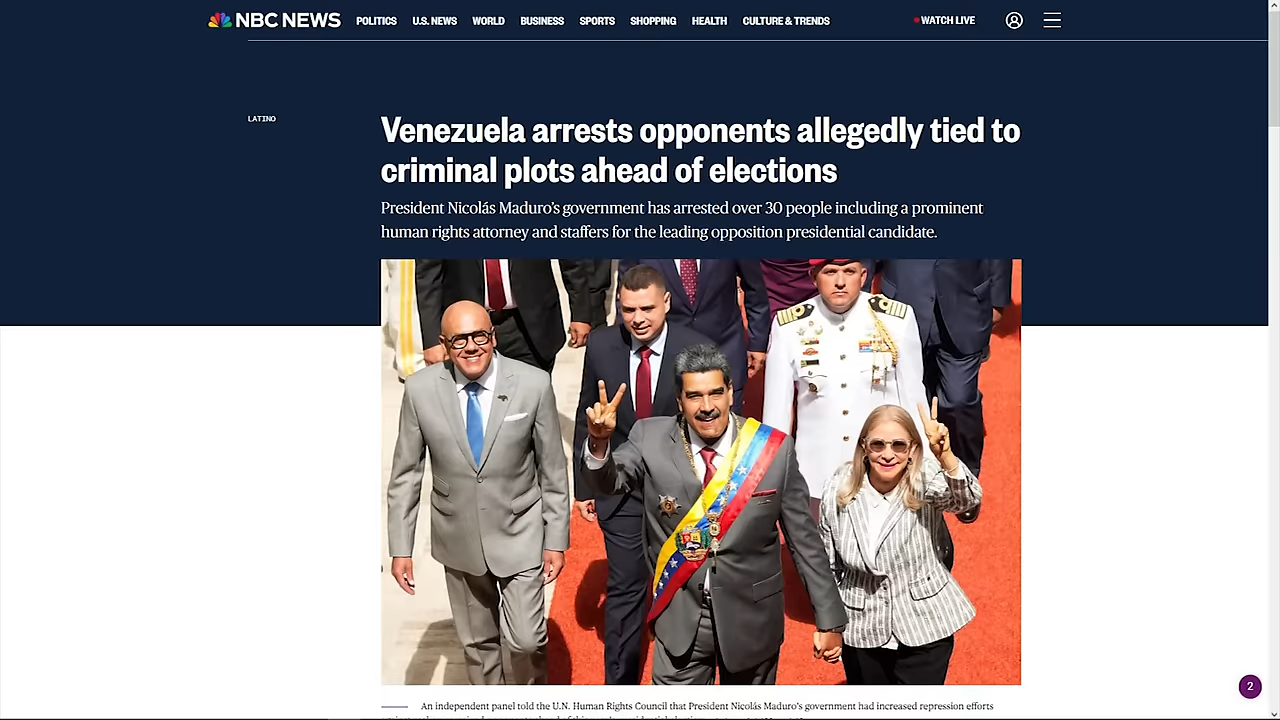 NBC NEWS POLITICS U.S. NEWS WORLD BUSINESS SPORTS SHOPPING HEALTH CULTURE & TRENDS WATCH LIVE
LATINO
Venezuela arrests opponents allegedly tied to
criminal plots ahead of elections
President Nicolás Maduro's government has arrested over 30 people including a prominent
human rights attorney and staffers for the leading opposition presidential candidate.
2
An independent panel told the U.N. Human Rights Council that President Nicolás Maduro's government had increased repression efforts